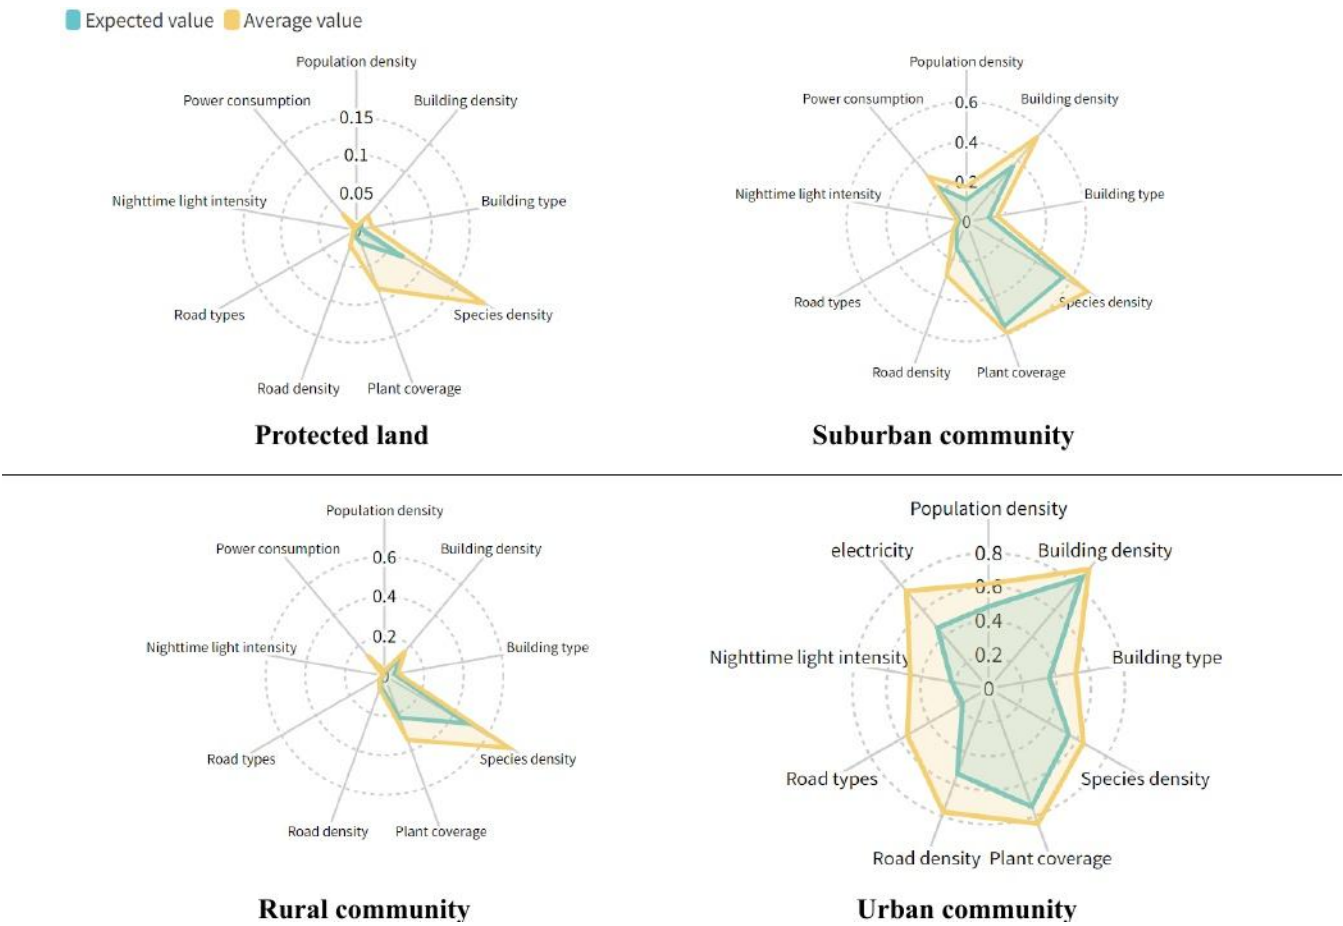 Expected value Average value
Population density
Power consumption
Building density
0.15
0.1
0.05
Nighttime light intensity
Building type
Road types
Species density
Road density
Plant coverage
Protected land
Population density
Power consumption
Building density
0.6
0.4
0.2
0
Nighttime light intensity
Building type
Road types
Species density
Road density
Plant coverage
Suburban community
Population density
Power consumption
Building density
0.6
0.4
0.2
0
Nighttime light intensity
Building type
Road types
Species density
Road density
Plant coverage
Rural community
Population density
electricity
Building density
0.8
0.6
0.4
0.2
0
Nighttime light intensity
Building type
Road types
Species density
Road density
Plant coverage
Urban community